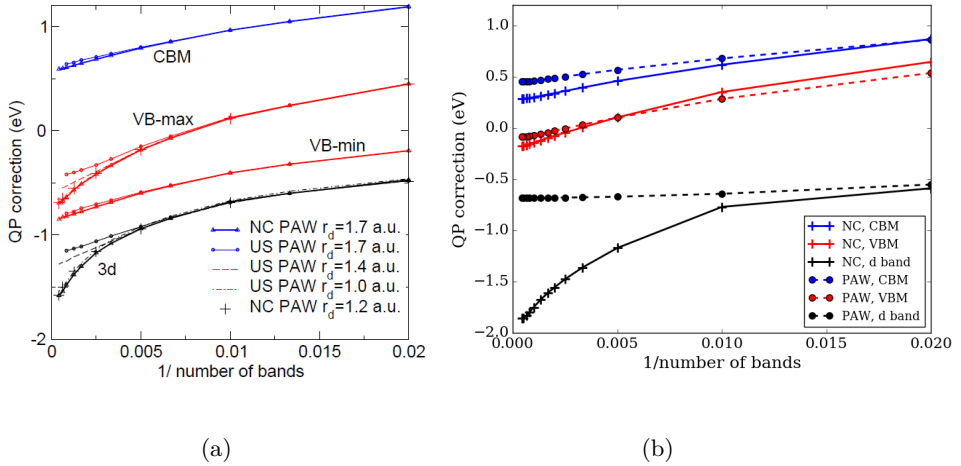 1
0
-1
-2
QP correction (eV)
CBM
VB-max
VB-min
3d
NC PAW r_d=1.7 a.u.
US PAW r_d=1.7 a.u.
US PAW r_d=1.4 a.u.
US PAW r_d=1.0 a.u.
NC PAW r_d=1.2 a.u.
0 0.005 0.01 0.015 0.02
1/ number of bands
(a)
1.0
0.5
0.0
−0.5
−1.0
−1.5
−2.0
QP correction (eV)
NC, CBM
NC, VBM
NC, d band
PAW, CBM
PAW, VBM
PAW, d band
0.000 0.005 0.010 0.015 0.020
1/number of bands
(b)